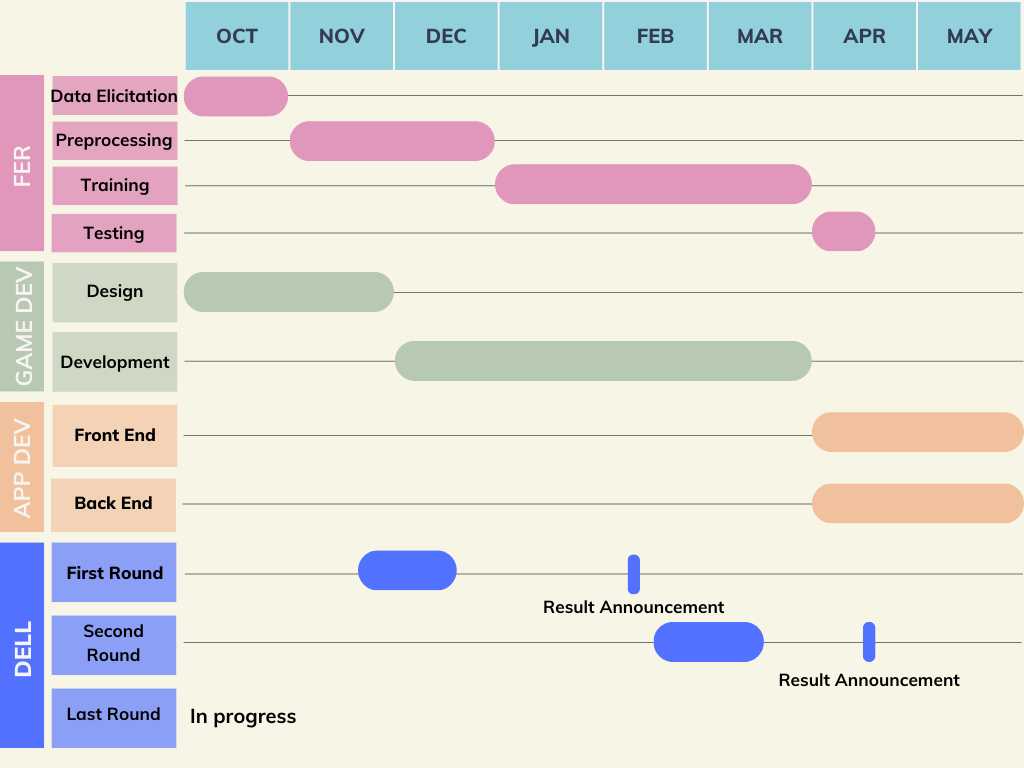 OCT NOV DEC JAN FEB MAR APR MAY
FER
Data Elicitation
Preprocessing
Training
Testing
GAME DEV
Design
Development
APP DEV
Front End
Back End
DELL
First Round
Result Announcement
Second
Round
Result Announcement
Last Round In progress